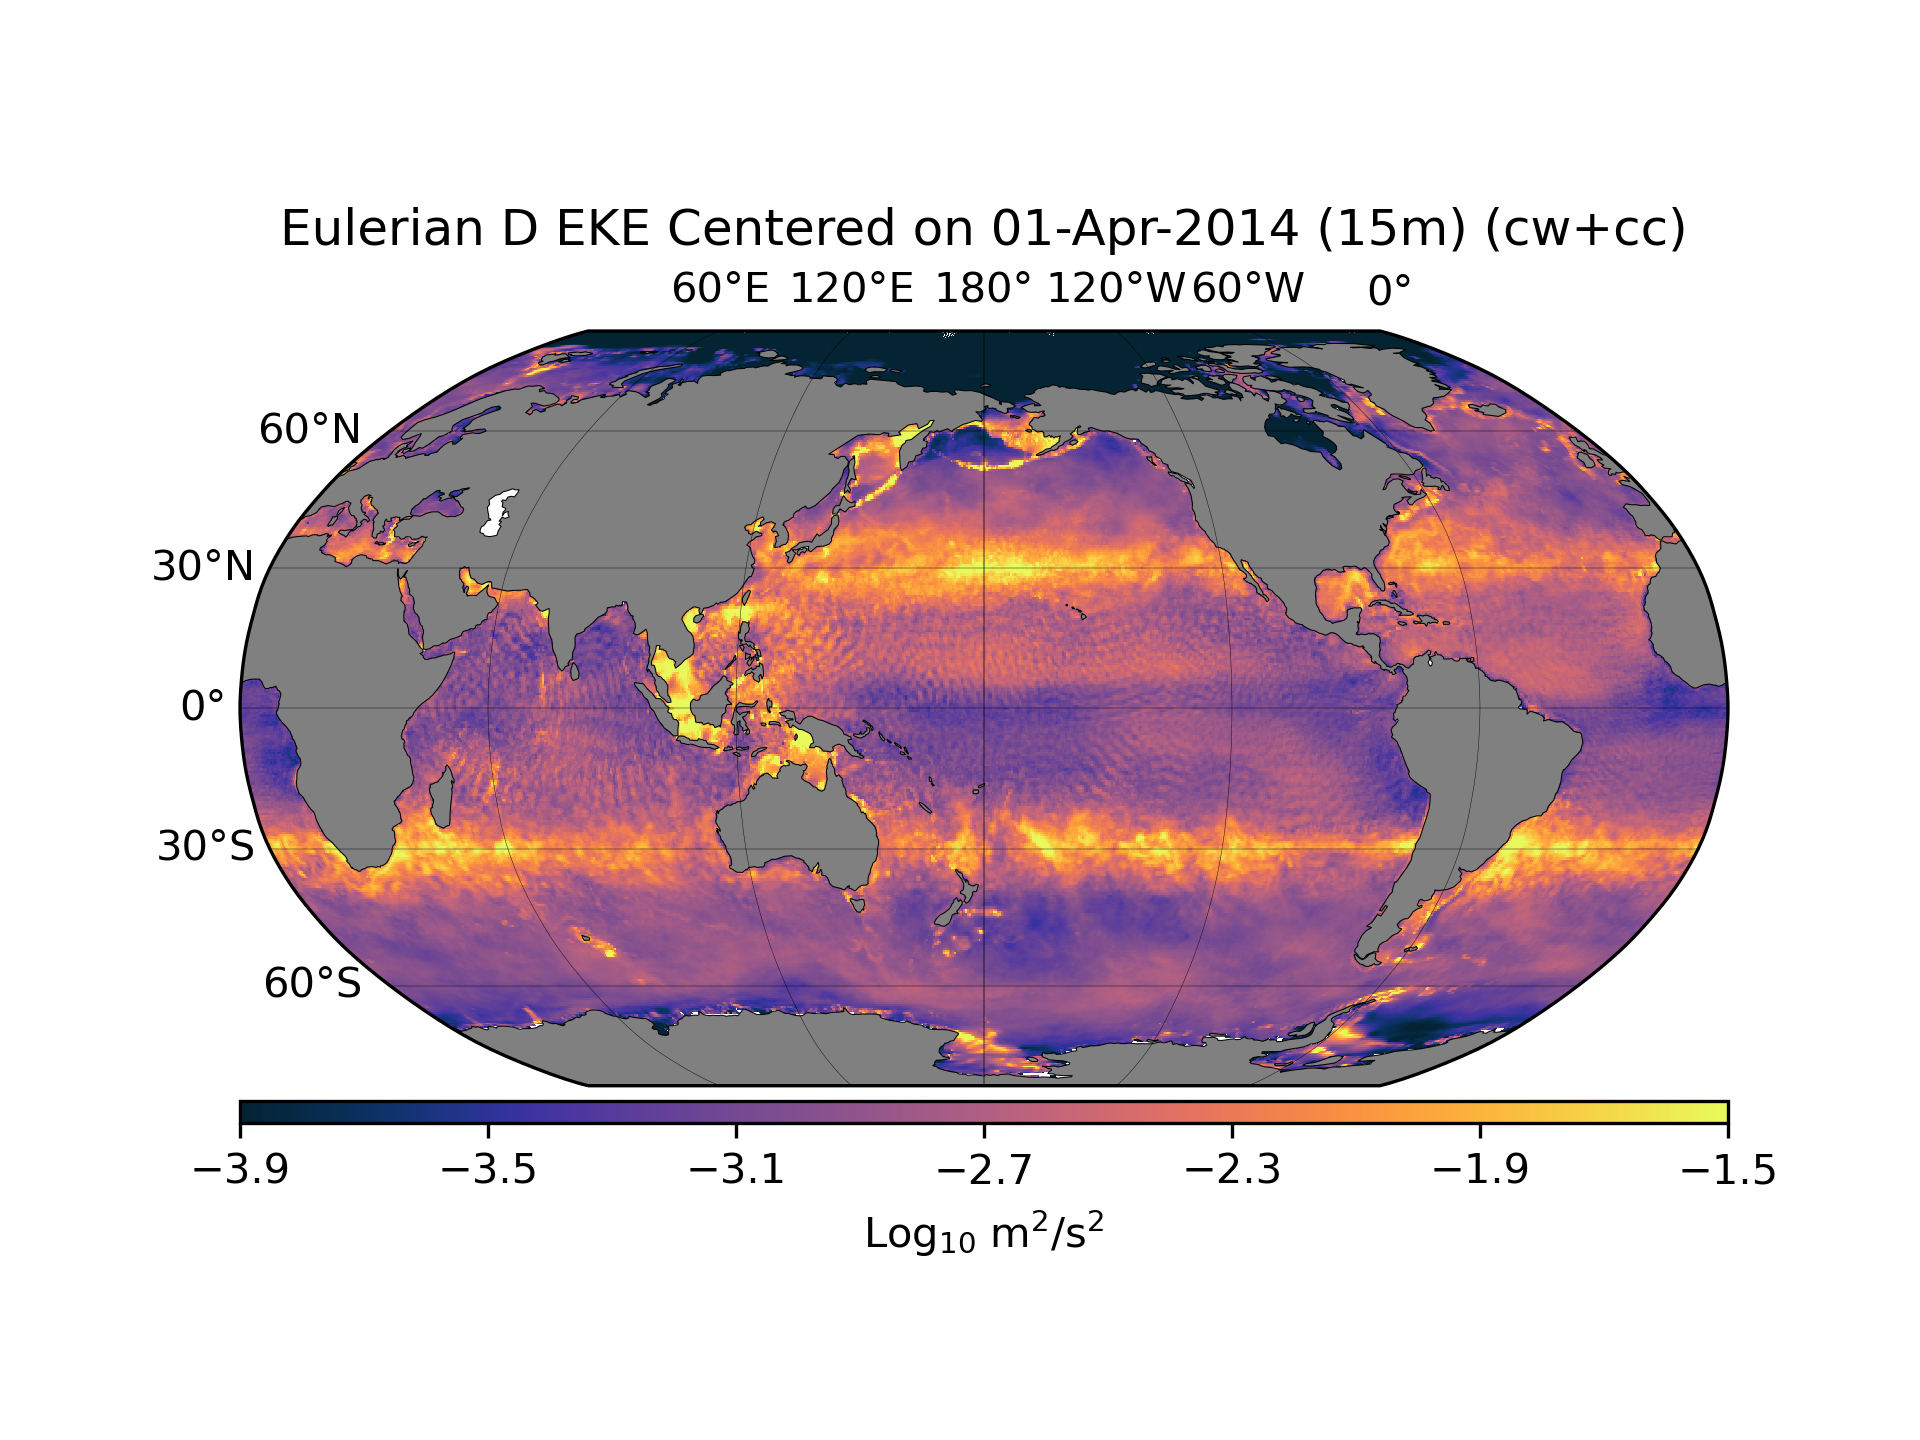 Eulerian D EKE Centered on 01-Apr-2014 (15m) (cw+cc)
60°E 120°E 180° 120°W 60°W 0°
60°N
30°N
0°
30°S
60°S
−3.9 −3.5 −3.1 −2.7 −2.3 −1.9 −1.5
Log₁₀ m²/s²